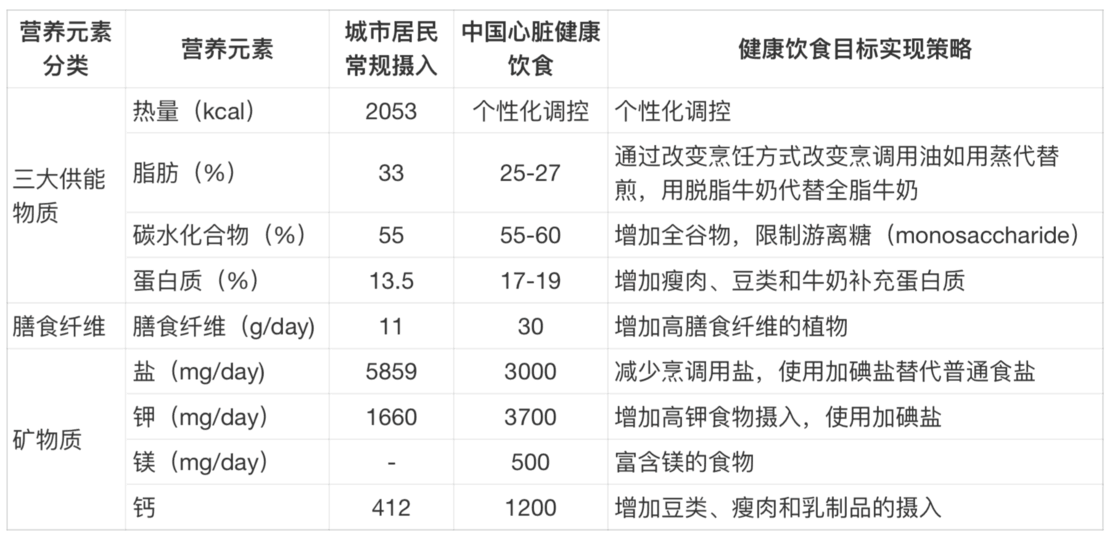 营养元素分类 营养元素 城市居民常规摄入 中国心脏健康饮食 健康饮食目标实现策略
三大供能物质 热量（kcal） 2053 个性化调控 个性化调控
脂肪（%） 33 25-27 通过改变烹饪方式改变烹调用油如用蒸代替煎，用脱脂牛奶代替全脂牛奶
碳水化合物（%） 55 55-60 增加全谷物，限制游离糖（monosaccharide）
蛋白质（%） 13.5 17-19 增加瘦肉、豆类和牛奶补充蛋白质
膳食纤维 膳食纤维（g/day) 11 30 增加高膳食纤维的植物
矿物质 盐（mg/day) 5859 3000 减少烹调用盐，使用加碘盐替代普通食盐
钾（mg/day） 1660 3700 增加高钾食物摄入，使用加碘盐
镁（mg/day） - 500 富含镁的食物
钙 412 1200 增加豆类、瘦肉和乳制品的摄入